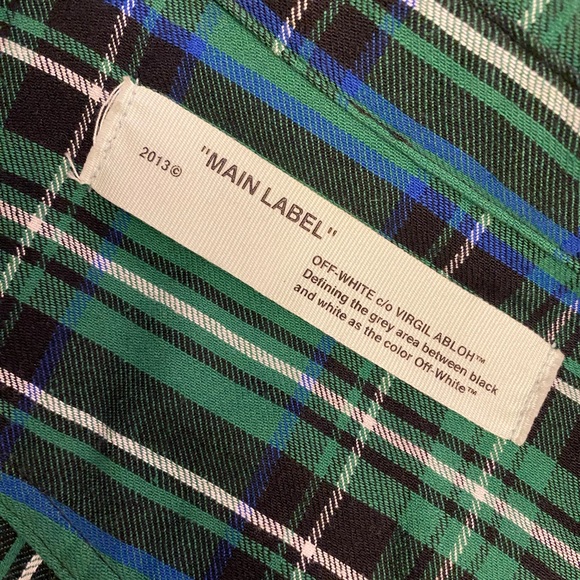 2013©
"MAIN LABEL"
OFF-WHITE c/o VIRGIL ABLOH™
Defining the grey area between black
and white as the color Off-White™